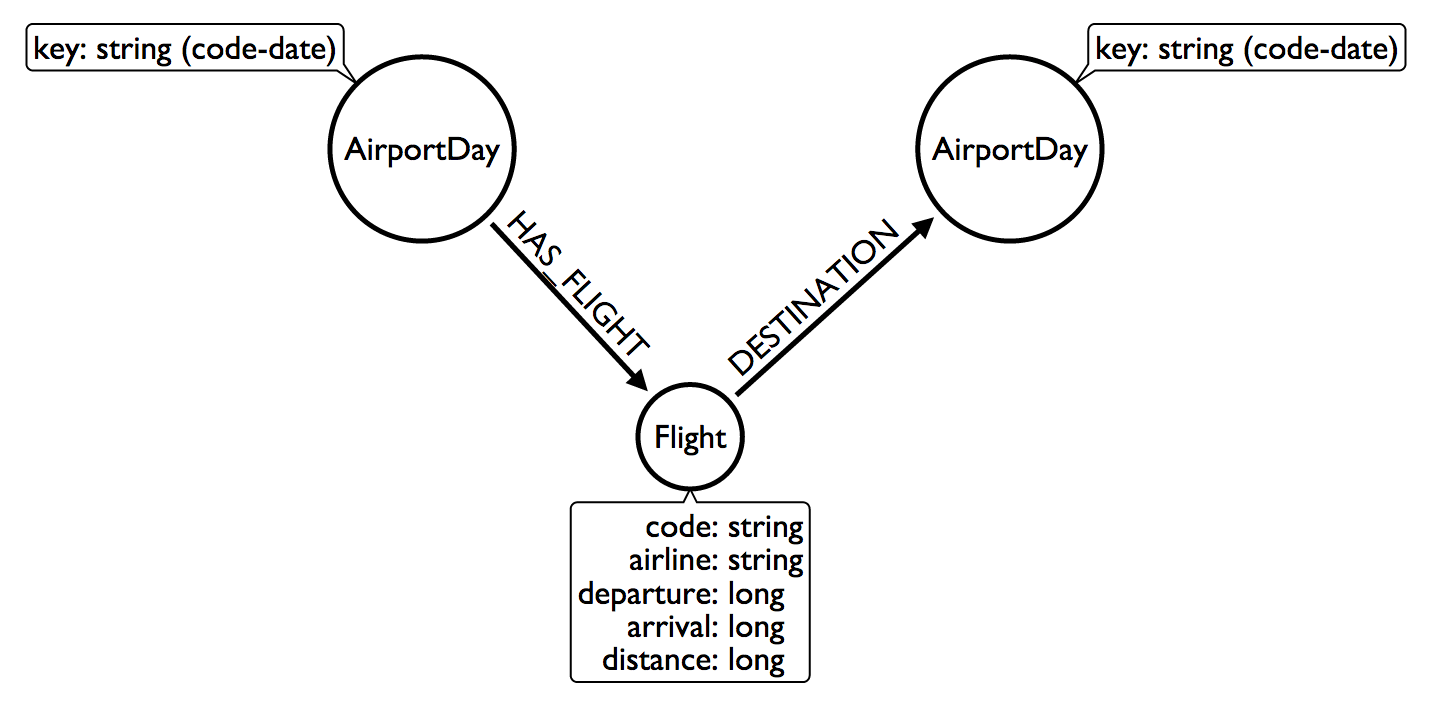 key: string (code-date)
key: string (code-date)
AirportDay
AirportDay
HAS_FLIGHT
DESTINATION
Flight
code: string
airline: string
departure: long
arrival: long
distance: long